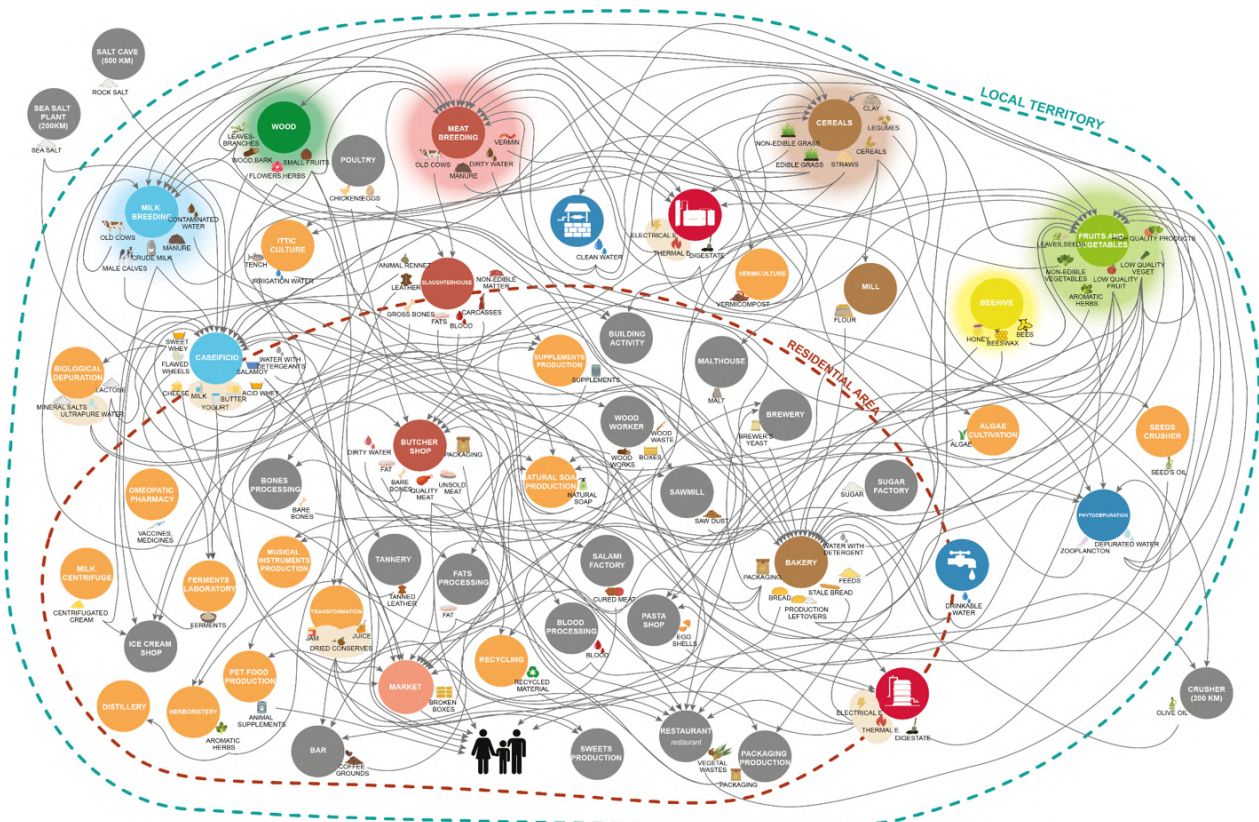 SALT CAVE
(600 KM)
ROCK SALT
SEA SALT
PLANT
(200KM)
SEA SALT
LOCAL TERRITORY
WOOD
LEAVES-
BRANCHES
WOOD BARK
SMALL FRUITS
FLOWERS,HERBS
POULTRY
CHICKENS
EGGS
MEAT
BREEDING
VERMIN
OLD COWS
DIRTY WATER
MANURE
CEREALS
CLAY
LEGUMES
NON-EDIBLE GRASS
CEREALS
EDIBLE GRASS
STRAWS
MILK
BREEDING
CONTAMINATED
WATER
OLD COWS
MANURE
CRUDE MILK
MALE CALVES
ITTIC
CULTURE
TENCH
IRRIGATION WATER
CLEAN WATER
ELECTRICAL E.
THERMAL E.
DIGESTATE
VERMICULTURE
VERMICOMPOST
MILL
FLOUR
FRUITS AND
VEGETABLES
LEAVES,SEEDS
HIGH QUALITY PRODUCTS
NON-EDIBLE
VEGETABLES
LOW QUALITY
VEGET.
LOW QUALITY
FRUIT
AROMATIC
HERBS
BEEHIVE
HONEY
BEESWAX
BEES
SLAUGHTERHOUSE
ANIMAL RENNET
LEATHER
NON-EDIBLE
MATTER
GROSS BONES
CARCASSES
FATS
BLOOD
RESIDENTIAL AREA
BIOLOGICAL
DEPURATION
LACTOSE
MINERAL SALTS
ULTRAPURE WATER
CASEIFICIO
SWEET
WHEY
FLAWED
WHEELS
WATER WITH
DETERGEANTS
SALAMOY
CHEESE
MILK
BUTTER
ACID WHEY
YOGURT
SUPPLEMENTS
PRODUCTION
SUPPLEMENTS
BUILDING
ACTIVITY
MALTHOUSE
MALT
BREWERY
BREWER'S
YEAST
WOOD
WORKER
WOOD
WASTE
WOOD
WORKS
BOXES
ALGAE
CULTIVATION
ALGAE
SEEDS
CRUSHER
SEED'S OIL
BUTCHER
SHOP
DIRTY WATER
PACKAGING
FAT
BARE
BONES
QUALITY
MEAT
UNSOLD
MEAT
BONES
PROCESSING
BARE
BONES
OMEOPATIC
PHARMACY
VACCINES,
MEDICINES
NATURAL SOAP
PRODUCTION
NATURAL
SOAP
SAWMILL
SAW DUST
SUGAR
FACTORY
SUGAR
PHYTODEPURATION
ZOOPLANCTON
DEPURATED WATER
MILK
CENTRIFUGE
CENTRIFUGATED
CREAM
FERMENTS
LABORATORY
FERMENTS
MUSICAL
INSTRUMENTS
PRODUCTION
TANNERY
TANNED
LEATHER
FATS
PROCESSING
FAT
SALAMI
FACTORY
CURED MEAT
BAKERY
WATER WITH
DETERGENT
PACKAGING
FEEDS
BREAD
STALE BREAD
PRODUCTION
LEFTOVERS
DRINKABLE
WATER
ICE CREAM
SHOP
TRANSFORMATION
JAM
JUICE
DRIED CONSERVES
BLOOD
PROCESSING
BLOOD
PASTA
SHOP
EGG
SHELLS
RECYCLING
RECYCLED
MATERIAL
MARKET
BROKEN
BOXES
PET FOOD
PRODUCTION
ANIMAL
SUPPLEMENTS
DISTILLERY
HERBORISTERY
AROMATIC
HERBS
BAR
COFFEE
GROUNDS
SWEETS
PRODUCTION
RESTAURANT
restaurant
VEGETAL
WASTES
PACKAGING
PACKAGING
PRODUCTION
ELECTRICAL E.
THERMAL E.
DIGESTATE
CRUSHER
(200 KM)
OLIVE OIL